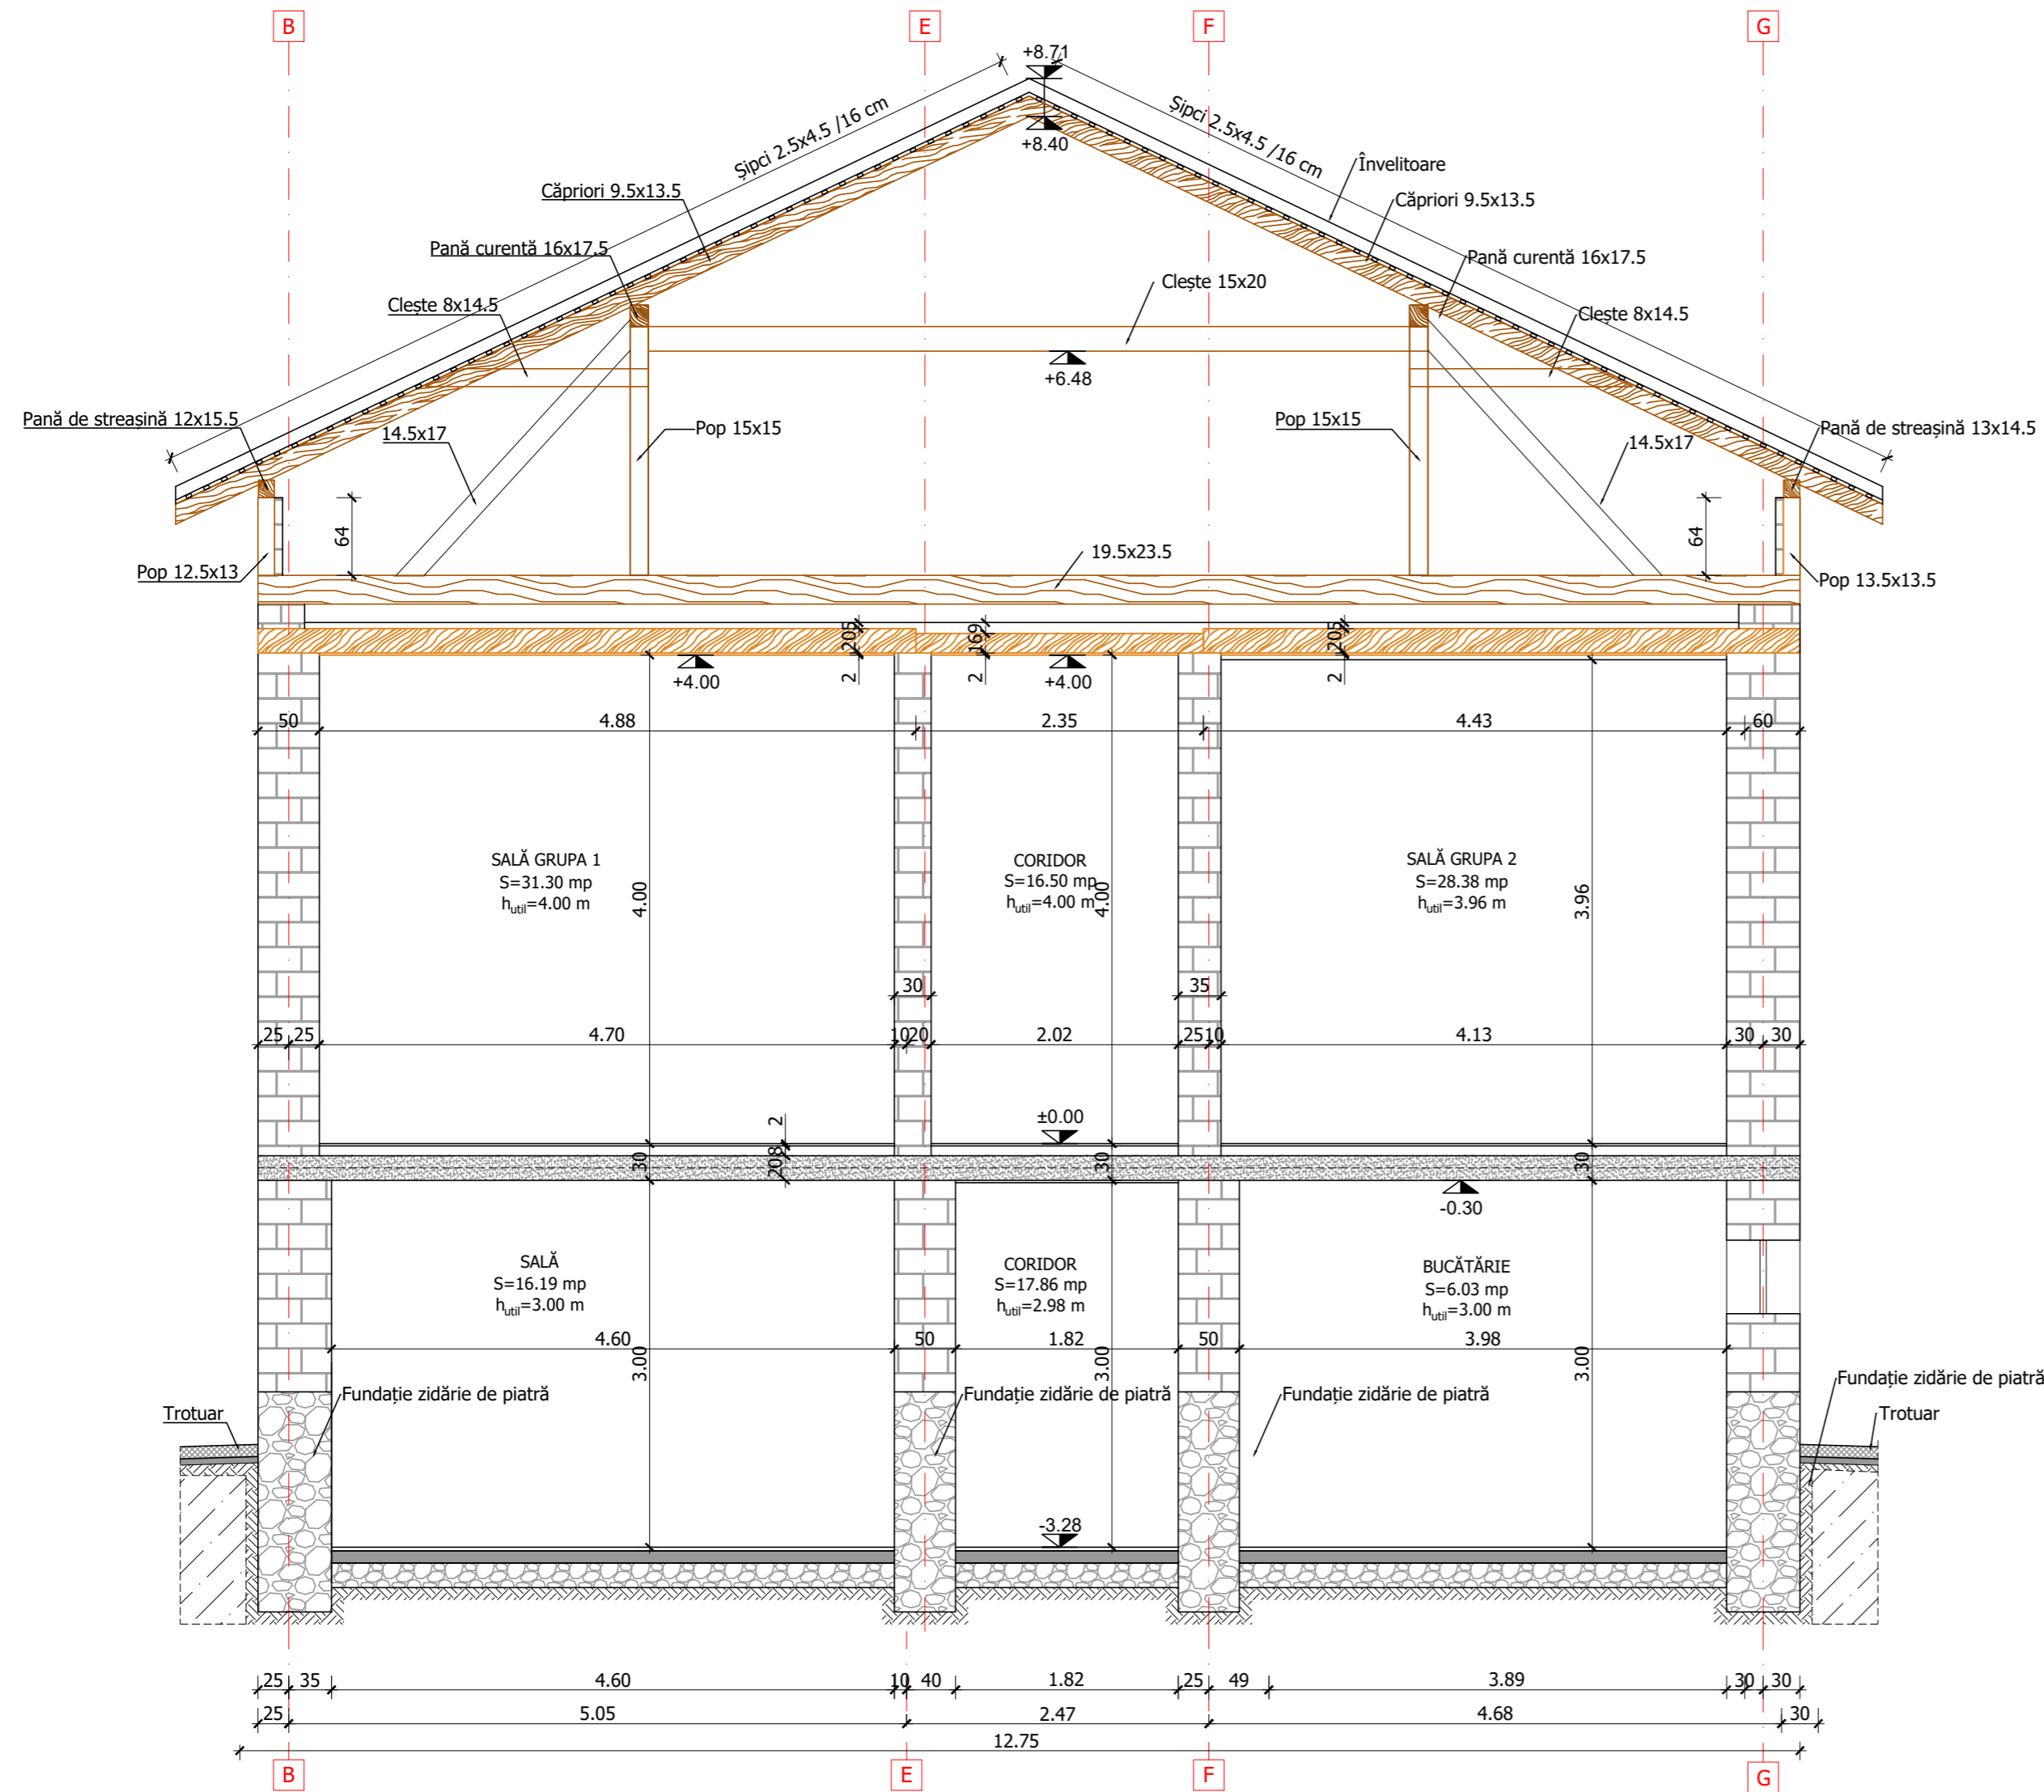 B
E
F
G
+8.71
+8.40
Șipci 2.5x4.5 /16 cm
Șipci 2.5x4.5 /16 cm
Învelitoare
Căpriori 9.5x13.5
Căpriori 9.5x13.5
Pană curentă 16x17.5
Pană curentă 16x17.5
Clește 15x20
Clește 8x14.5
Clește 8x14.5
+6.48
Pană de streașină 12x15.5
14.5x17
Pop 15x15
Pop 15x15
14.5x17
Pană de streașină 13x14.5
64
64
Pop 12.5x13
19.5x23.5
Pop 13.5x13.5
205
169
205
2
2
2
+4.00
+4.00
50
4.88
2.35
4.43
60
SALĂ GRUPA 1
S=31.30 mp
hutil=4.00 m
4.00
CORIDOR
S=16.50 mp
hutil=4.00 m
4.00
SALĂ GRUPA 2
S=28.38 mp
hutil=3.96 m
3.96
30
35
25
25
4.70
10
20
2.02
25
10
4.13
30
30
±0.00
2
208
30
30
30
-0.30
SALĂ
S=16.19 mp
hutil=3.00 m
CORIDOR
S=17.86 mp
hutil=2.98 m
BUCĂTĂRIE
S=6.03 mp
hutil=3.00 m
4.60
50
1.82
50
3.98
3.00
3.00
3.00
Fundație zidărie de piatră
Fundație zidărie de piatră
Fundație zidărie de piatră
Fundație zidărie de piatră
Trotuar
Trotuar
-3.28
25
35
4.60
10
40
1.82
25
49
3.89
30
30
25
5.05
2.47
4.68
30
12.75
B
E
F
G